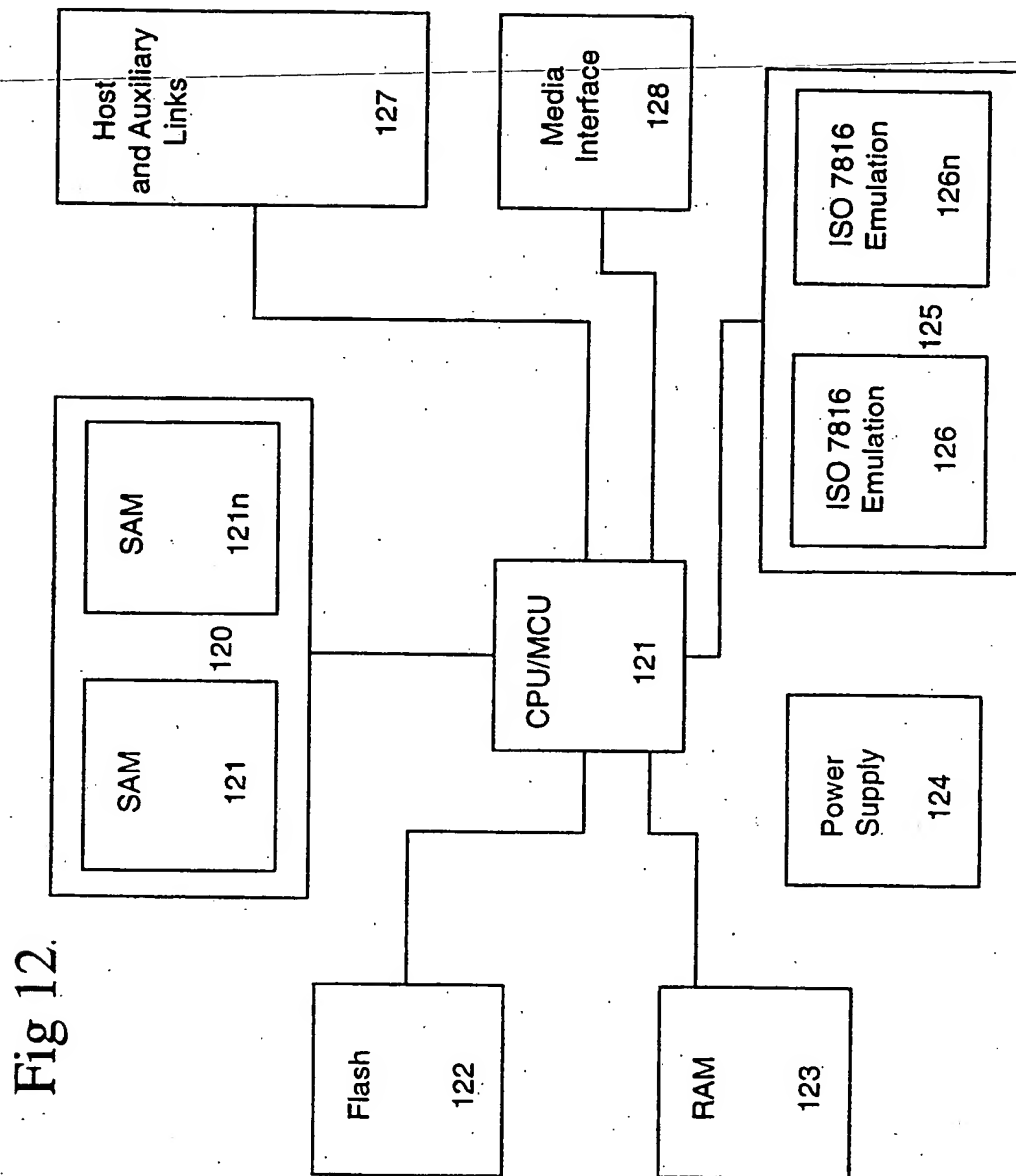 Fig 12.
SAM
121
120
SAM
121n
Host
and Auxiliary
Links
127
Flash
122
CPU/MCU
121
Media
Interface
128
RAM
123
Power
Supply
124
ISO 7816
Emulation
126
125
ISO 7816
Emulation
126n